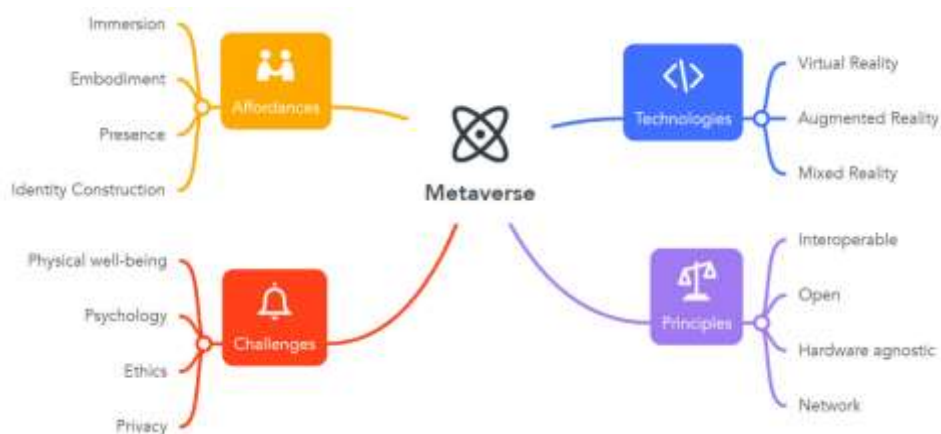 Immersion
Embodiment
Presence
Identity Construction
Affordances
Metaverse
Technologies
Virtual Reality
Augmented Reality
Mixed Reality
Physical well-being
Psychology
Ethics
Privacy
Challenges
Principles
Interoperable
Open
Hardware agnostic
Network